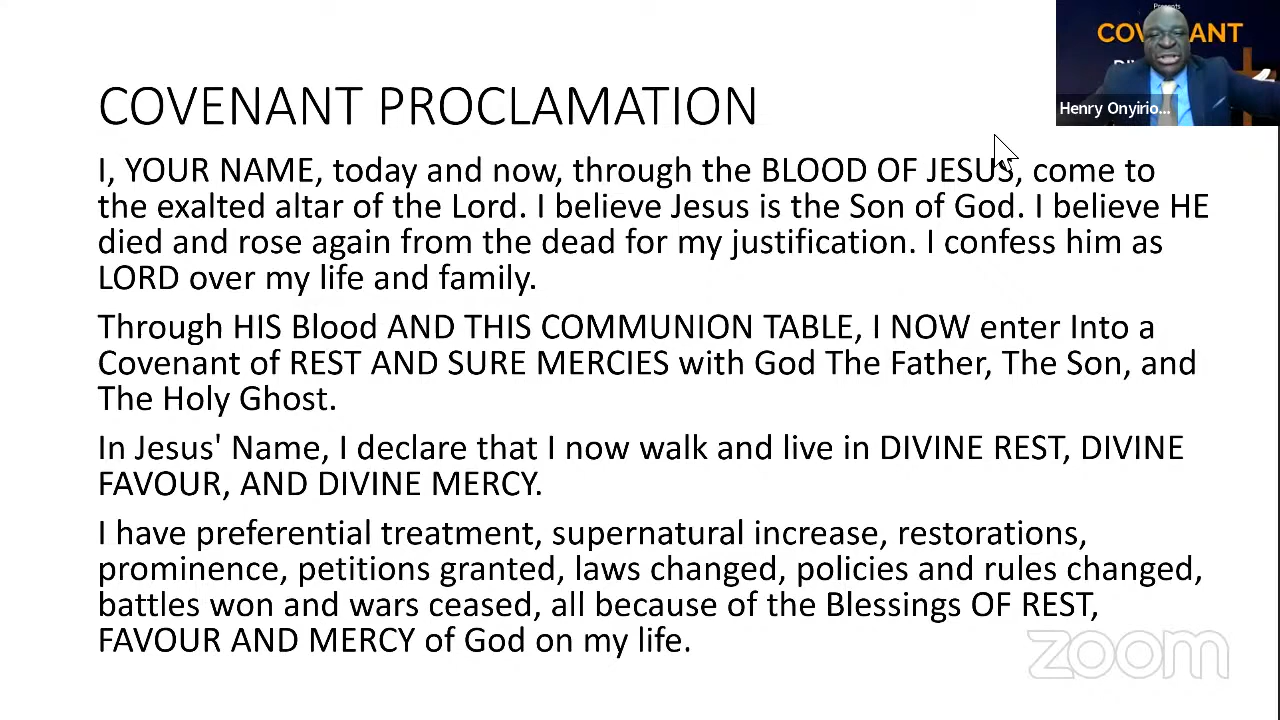 Presents
COVENANT
Henry Onyirio...
COVENANT PROCLAMATION
I, YOUR NAME, today and now, through the BLOOD OF JESUS, come to
the exalted altar of the Lord. I believe Jesus is the Son of God. I believe HE
died and rose again from the dead for my justification. I confess him as
LORD over my life and family.
Through HIS Blood AND THIS COMMUNION TABLE, I NOW enter Into a
Covenant of REST AND SURE MERCIES with God The Father, The Son, and
The Holy Ghost.
In Jesus' Name, I declare that I now walk and live in DIVINE REST, DIVINE
FAVOUR, AND DIVINE MERCY.
I have preferential treatment, supernatural increase, restorations,
prominence, petitions granted, laws changed, policies and rules changed,
battles won and wars ceased, all because of the Blessings OF REST,
FAVOUR AND MERCY of God on my life.
zoom